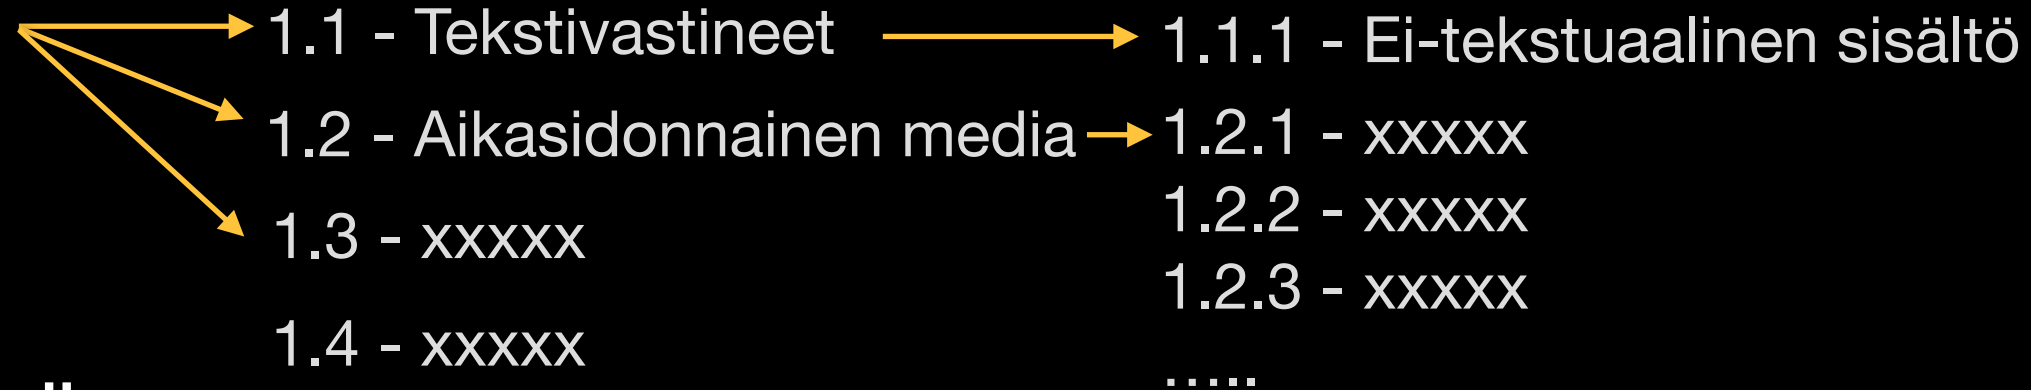 1.1 - Tekstivastineet
1.1.1 - Ei-tekstuaalinen sisältö
1.2 - Aikasidonnainen media
1.2.1 - xxxxx
1.2.2 - xxxxx
1.3 - xxxxx
1.2.3 - xxxxx
1.4 - xxxxx
…..